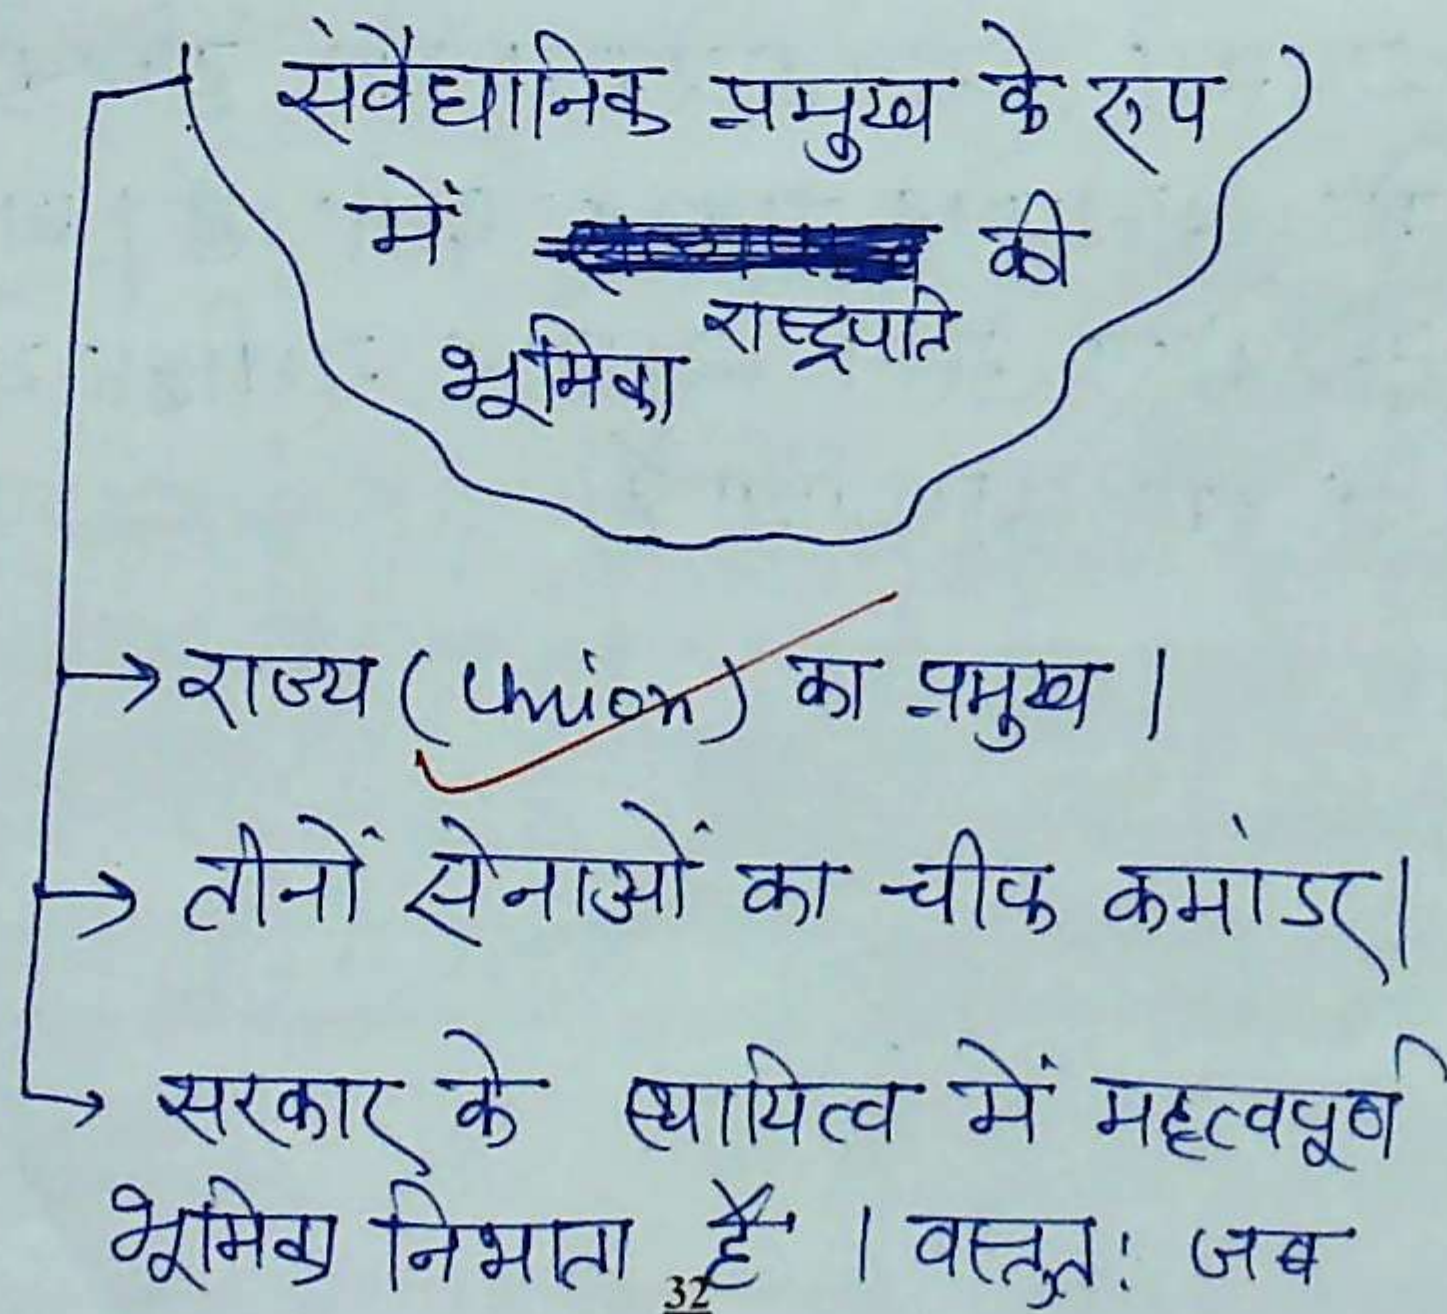 संवैधानिक प्रमुख के रुप
में की
राष्ट्रपति
भूमिका
→ राज्य (Union) का प्रमुख ।
→ तीनों सेनाओं का चीफ कमांडर।
→ सरकार के स्थायित्व में महत्वपूर्ण
भूमिका निभाता है । वस्तुतः जब
32